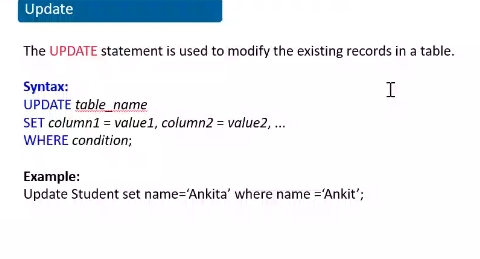 Update
The UPDATE statement is used to modify the existing records in a table.
Syntax:
UPDATE table_name
SET column1 = value1, column2 = value2, ...
WHERE condition;
Example:
Update Student set name=‘Ankita’ where name =‘Ankit’;